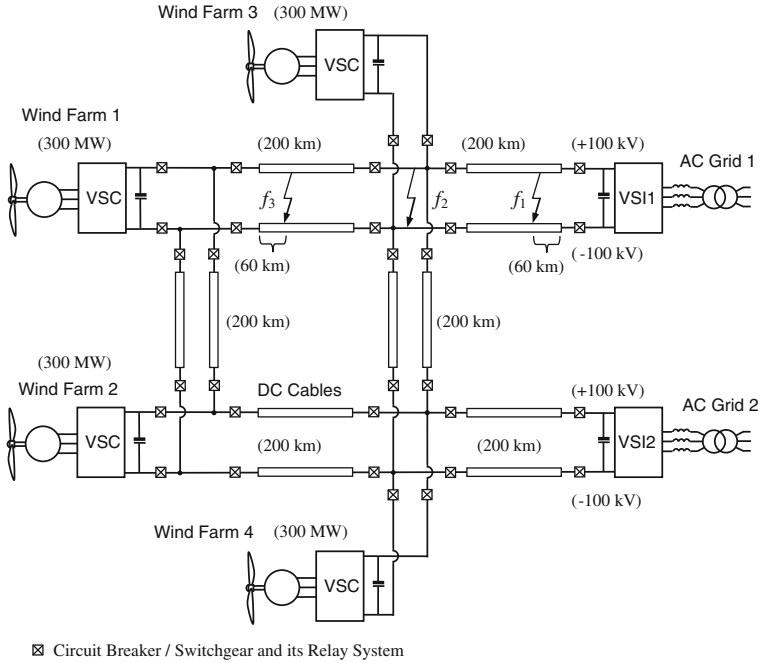 Wind Farm 3 (300 MW)
VSC
Wind Farm 1
(300 MW)
(200 km)
(200 km)
(+100 kV)
AC Grid 1
VSC
f3
f2
f1
VSI1
(60 km)
(60 km)
(-100 kV)
(200 km)
(200 km)
(300 MW)
Wind Farm 2
DC Cables
(+100 kV)
AC Grid 2
VSC
(200 km)
(200 km)
VSI2
(-100 kV)
Wind Farm 4 (300 MW)
VSC
Circuit Breaker / Switchgear and its Relay System